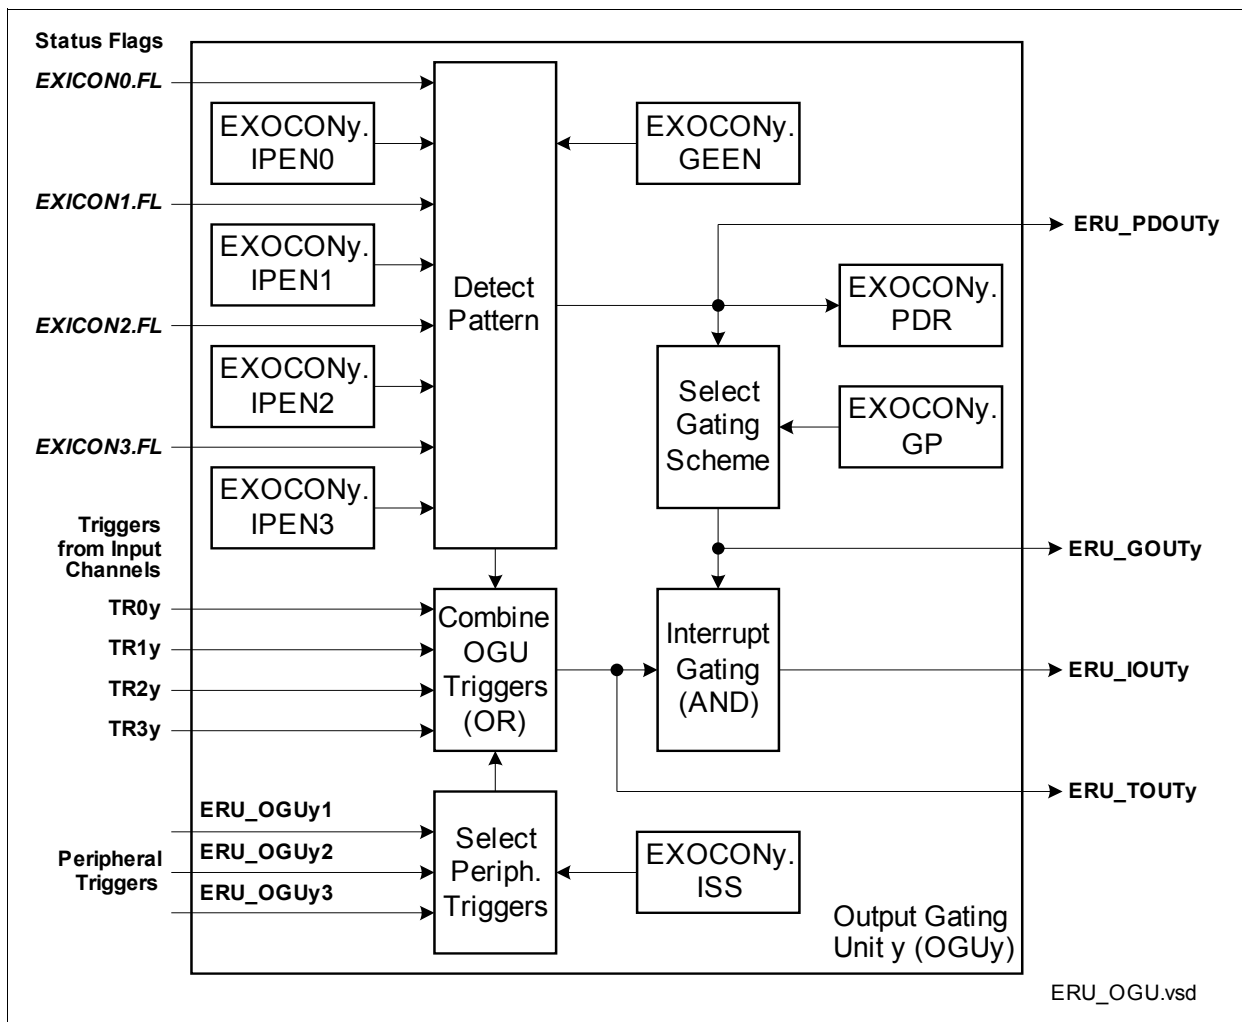 Status Flags
EXICON0.FL
EXOCONy.
IPEN0
EXOCONy.
GEEN
EXICON1.FL
ERU_PDOUTy
EXOCONy.
IPEN1
Detect
Pattern
EXOCONy.
PDR
EXICON2.FL
EXOCONy.
IPEN2
Select
Gating
Scheme
EXOCONy.
GP
EXICON3.FL
EXOCONy.
IPEN3
Triggers
from Input
Channels
ERU_GOUTy
TR0y
TR1y
TR2y
TR3y
Combine
OGU
Triggers
(OR)
Interrupt
Gating
(AND)
ERU_IOUTy
ERU_TOUTy
Peripheral
Triggers
ERU_OGUy1
ERU_OGUy2
ERU_OGUy3
Select
Periph.
Triggers
EXOCONy.
ISS
Output Gating
Unit y (OGUy)
ERU_OGU.vsd